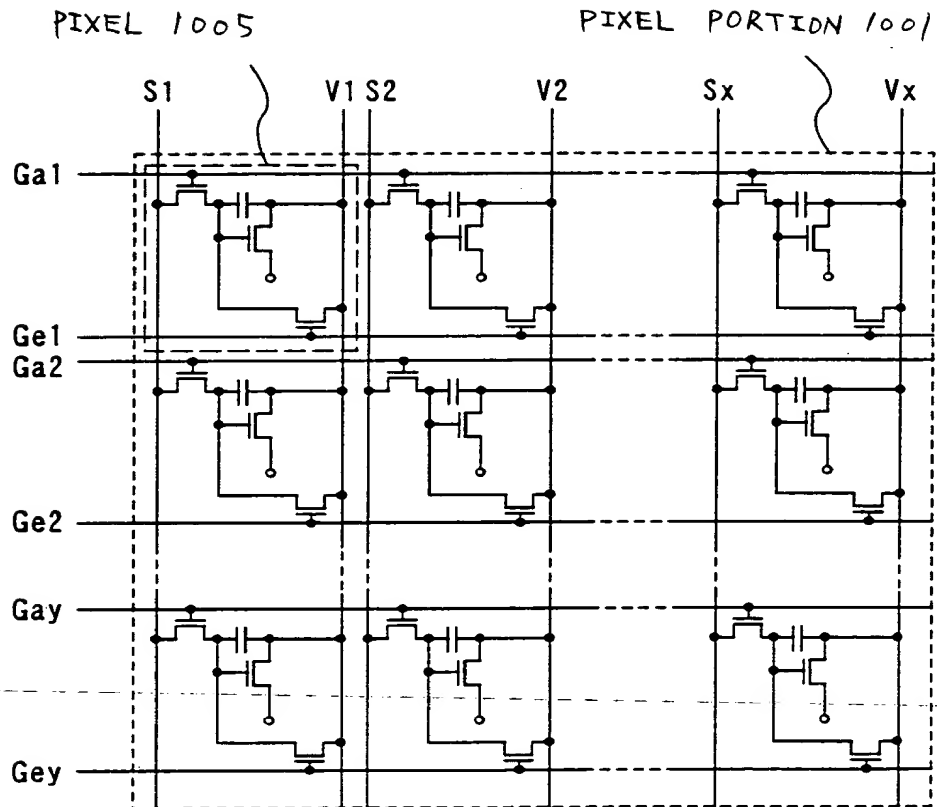 PIXEL 1005 PIXEL PORTION 1001
S1 V1 S2 V2 Sx Vx
Ga1
Ge1
Ga2
Ge2
Gay
Gey